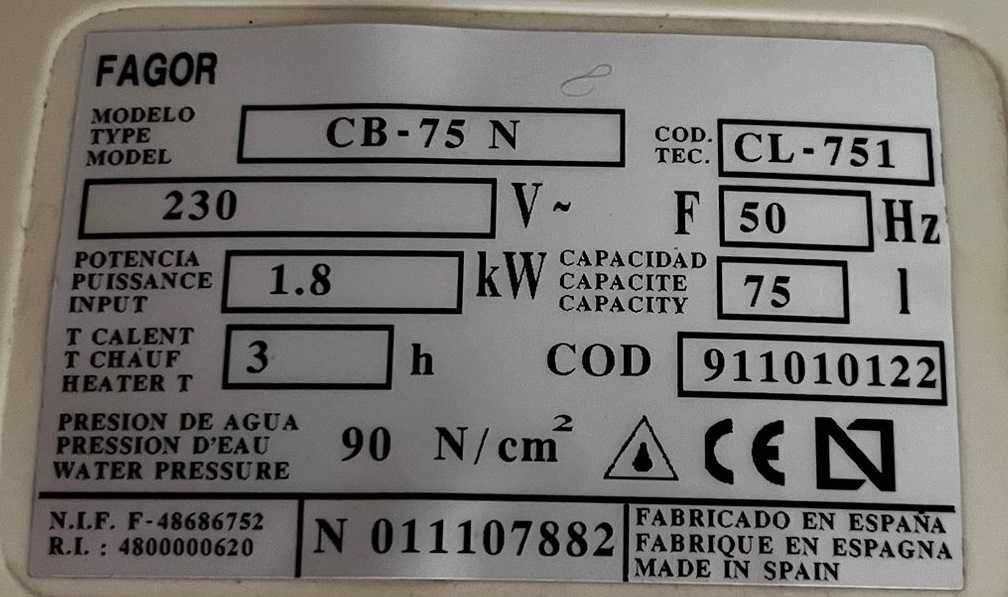 FAGOR
MODELO
TYPE
MODEL
CB-75 N
COD.
TEC.
CL-751
230 V~ F 50 Hz
POTENCIA
PUISSANCE
INPUT
1.8 kW
CAPACIDAD
CAPACITE
CAPACITY
75 l
T CALENT
T CHAUF
HEATER T
3 h
COD 911010122
PRESION DE AGUA
PRESSION D'EAU
WATER PRESSURE
90 N/cm²
CE N
N.I.F. F-48686752
R.I. : 4800000620
N 011107882
FABRICADO EN ESPAÑA
FABRIQUE EN ESPAGNA
MADE IN SPAIN